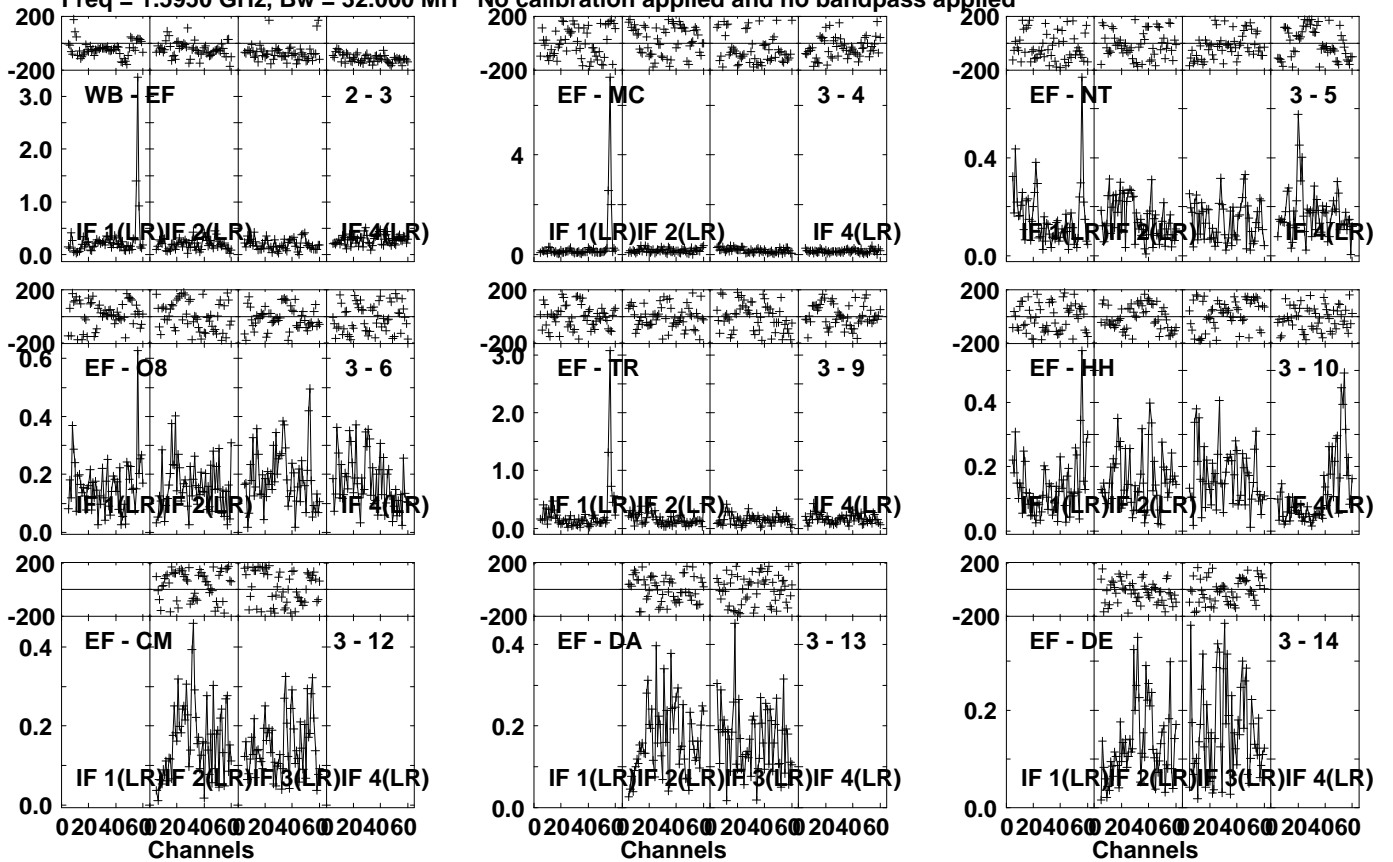 Freq = 1.5950 GHz, Bw = 32.000 MH No calibration applied and no bandpass applied
200
-200
WB - EF 2 - 3
3.0
2.0
1.0
0.0
IF 1(LR) IF 2(LR) IF 4(LR)
EF - MC 3 - 4
200
-200
4
0
IF 1(LR) IF 2(LR) IF 4(LR)
EF - NT 3 - 5
200
-200
0.4
0.0
IF 1(LR) IF 2(LR) IF 4(LR)
200
-200
EF - O8 3 - 6
0.6
0.4
0.2
0.0
IF 1(LR) IF 2(LR) IF 4(LR)
200
-200
EF - TR 3 - 9
3.0
2.0
1.0
0.0
IF 1(LR) IF 2(LR) IF 4(LR)
200
-200
EF - HH 3 - 10
0.4
0.2
0.0
IF 1(LR) IF 2(LR) IF 4(LR)
200
-200
EF - CM 3 - 12
0.4
0.2
0.0
IF 1(LR) IF 2(LR) IF 3(LR) IF 4(LR)
0 20 40 60 0 20 40 60 0 20 40 60 0 20 40 60
Channels
200
-200
EF - DA 3 - 13
0.4
0.2
0.0
IF 1(LR) IF 2(LR) IF 3(LR) IF 4(LR)
0 20 40 60 0 20 40 60 0 20 40 60 0 20 40 60
Channels
200
-200
EF - DE 3 - 14
0.2
0.0
IF 1(LR) IF 2(LR) IF 3(LR) IF 4(LR)
0 20 40 60 0 20 40 60 0 20 40 60 0 20 40 60
Channels